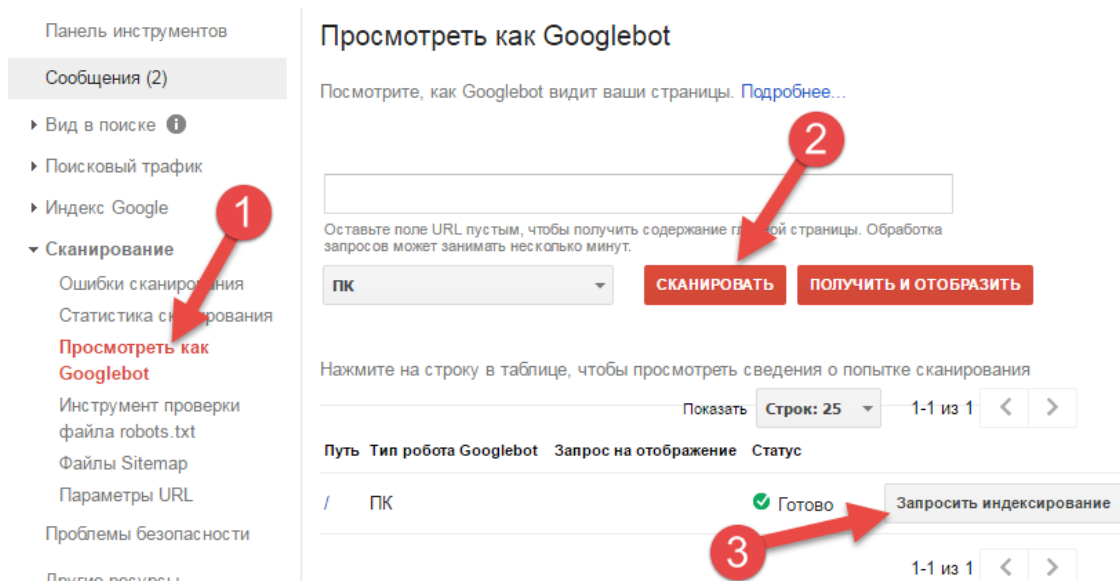 Панель инструментов
Сообщения (2)
Вид в поиске
Поисковый трафик
Индекс Google
Сканирование
Ошибки сканирования
Статистика сканирования
Просмотреть как
Googlebot
Инструмент проверки
файла robots.txt
Файлы Sitemap
Параметры URL
Проблемы безопасности
Другие ресурсы
1
Просмотреть как Googlebot
Посмотрите, как Googlebot видит ваши страницы. Подробнее...
2
Оставьте поле URL пустым, чтобы получить содержание главной страницы. Обработка
запросов может занимать несколько минут.
ПК
СКАНИРОВАТЬ
ПОЛУЧИТЬ И ОТОБРАЗИТЬ
Нажмите на строку в таблице, чтобы просмотреть сведения о попытке сканирования
Показать Строк: 25 1-1 из 1
Путь Тип робота Googlebot Запрос на отображение Статус
/ ПК Готово Запросить индексирование
3
1-1 из 1